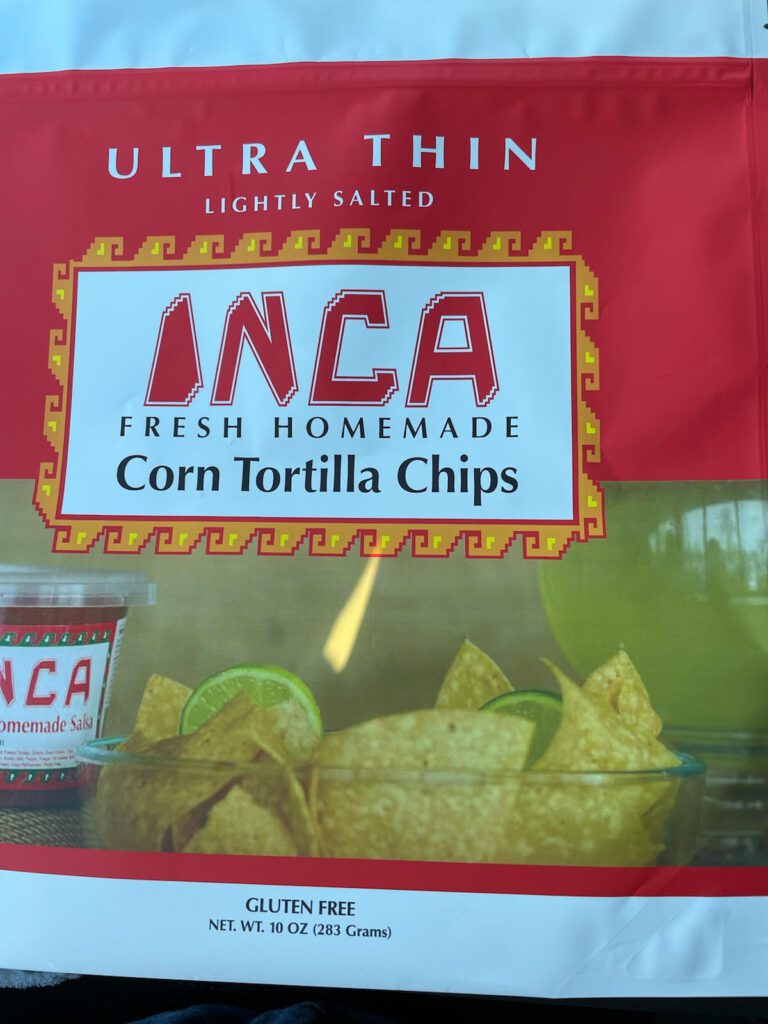 ULTRA THIN
LIGHTLY SALTED
INCA
FRESH HOMEMADE
Corn Tortilla Chips
NCA
omemade Salsa
GLUTEN FREE
NET. WT. 10 OZ (283 Grams)